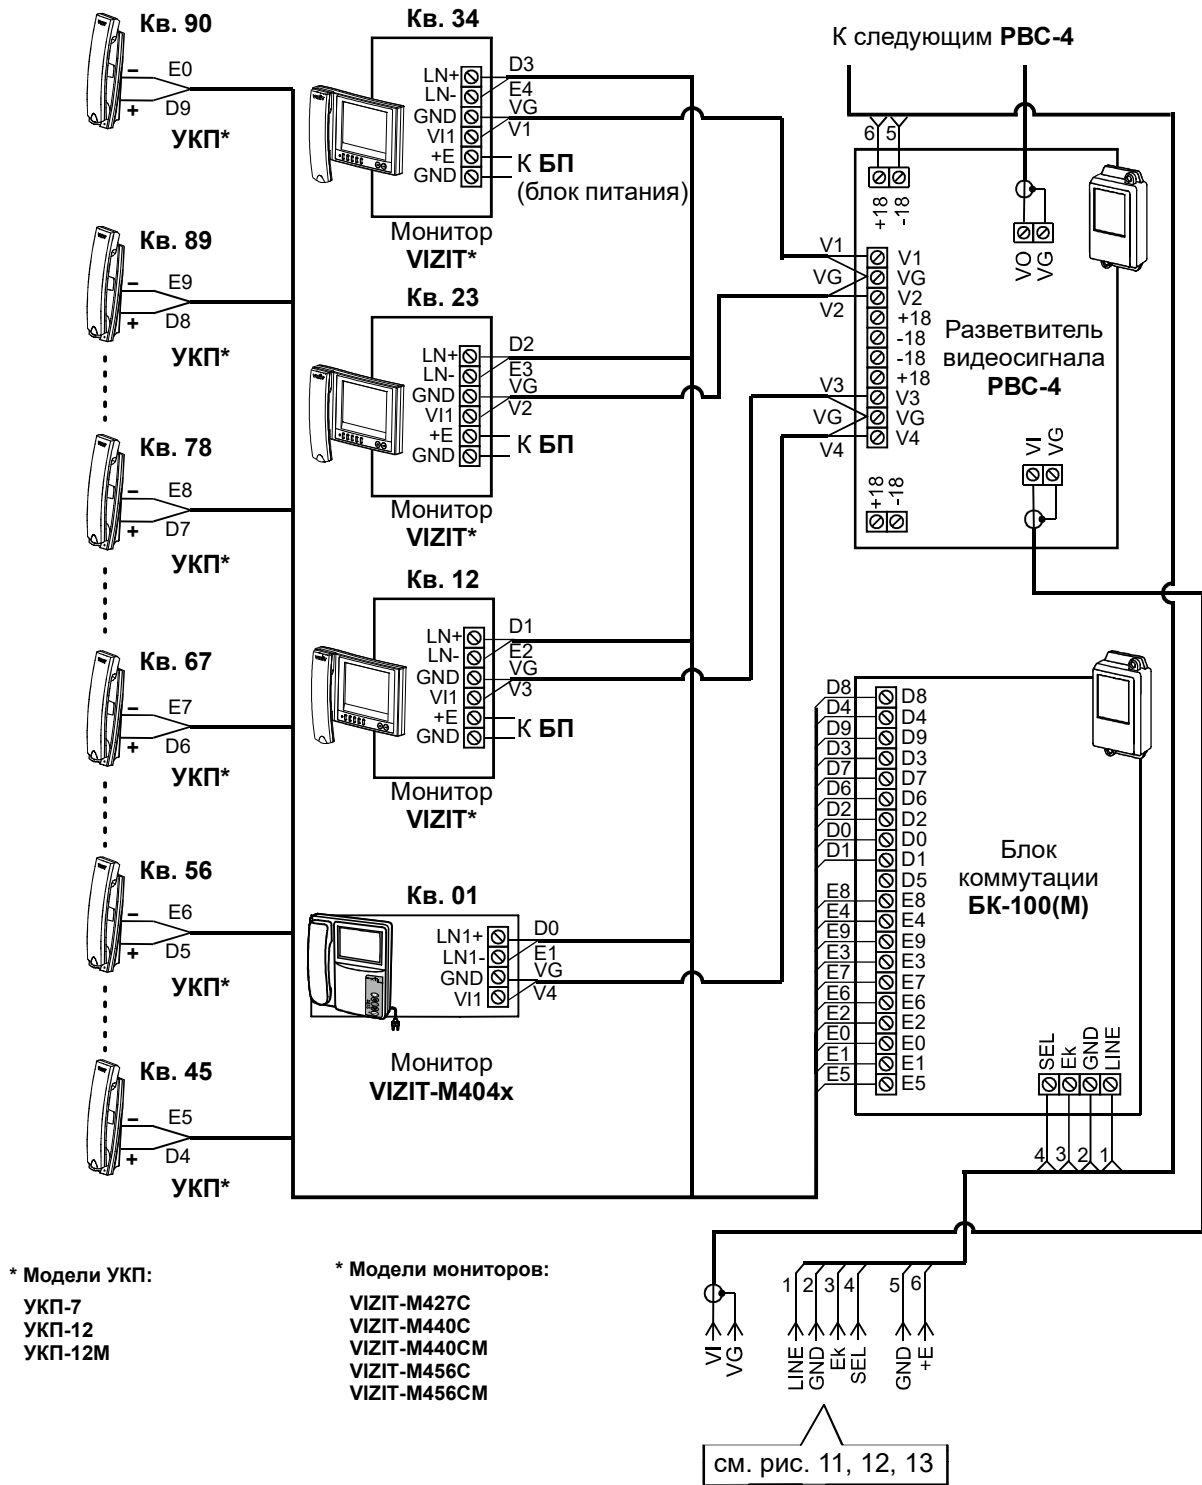 Кв. 90
–
E0
+
D9
УКП*
Кв. 89
–
E9
+
D8
УКП*
Кв. 78
–
E8
+
D7
УКП*
Кв. 67
–
E7
+
D6
УКП*
Кв. 56
–
E6
+
D5
УКП*
Кв. 45
–
E5
+
D4
УКП*
Кв. 34
LN+
LN-
GND
VI1
+E
GND
D3
E4
VG
V1
К БП
(блок питания)
Монитор
VIZIT*
Кв. 23
LN+
LN-
GND
VI1
+E
GND
D2
E3
VG
V2
К БП
Монитор
VIZIT*
Кв. 12
LN+
LN-
GND
VI1
+E
GND
D1
E2
VG
V3
К БП
Монитор
VIZIT*
Кв. 01
LN1+
LN1-
GND
VI1
D0
E1
VG
V4
Монитор
VIZIT-M404x
К следующим РВС-4
6
5
+18
-18
VO
VG
V1
VG
V2
V3
VG
V4
V1
VG
V2
+18
-18
-18
+18
V3
VG
V4
Разветвитель
видеосигнала
РВС-4
VI
VG
+18
-18
D8
D4
D9
D3
D7
D6
D2
D0
D1
E8
E4
E9
E3
E7
E6
E2
E0
E1
E5
D8
D4
D9
D3
D7
D6
D2
D0
D1
D5
E8
E4
E9
E3
E7
E6
E2
E0
E1
E5
Блок
коммутации
БК-100(М)
SEL
Ek
GND
LINE
4
3
2
1
1
2
3
4
5
6
VI
VG
LINE
GND
Ek
SEL
GND
+E
см. рис. 11, 12, 13
* Модели УКП:
УКП-7
УКП-12
УКП-12М
* Модели мониторов:
VIZIT-M427C
VIZIT-M440C
VIZIT-M440CM
VIZIT-M456C
VIZIT-M456CM